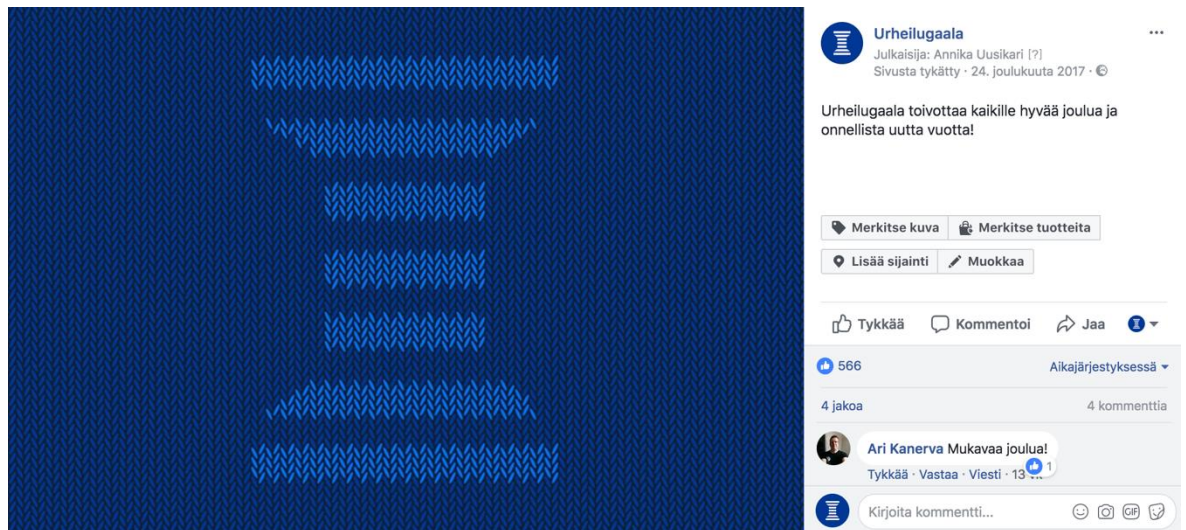 Urheilugaala
Julkaisija: Annika Uusikari [?]
Sivusta tykätty · 24. joulukuuta 2017 ·
Urheilugaala toivottaa kaikille hyvää joulua ja
onnellista uutta vuotta!
Merkitse kuva Merkitse tuotteita
Lisää sijainti Muokkaa
Tykkää Kommentoi Jaa
566 Aikajärjestyksessä
4 jakoa 4 kommenttia
Ari Kanerva Mukavaa joulua!
1
Tykkää · Vastaa · Viesti · 13
Kirjoita kommentti... GIF